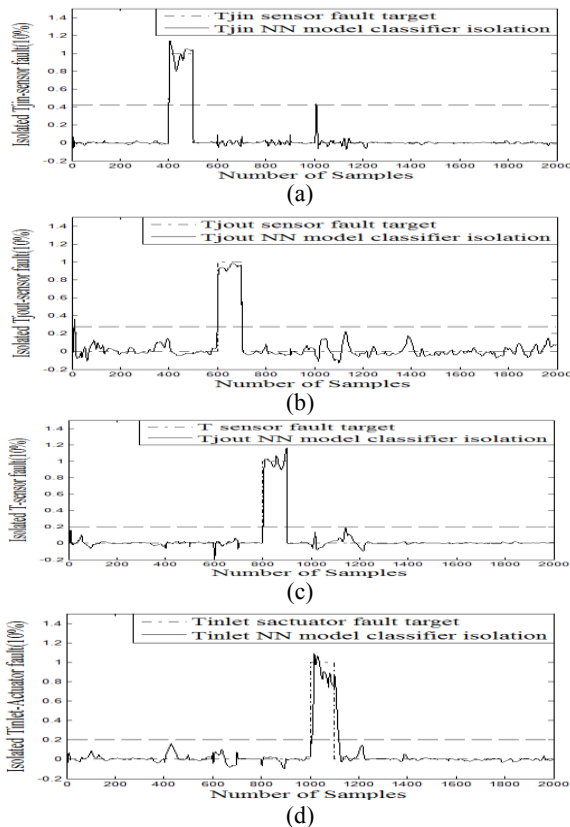 Isolated Tjin-sensor fault(10%)
Tjin sensor fault target
Tjin NN model classifier isolation
1.4
1.2
1
0.8
0.6
0.4
0.2
0
-0.2
0 200 400 600 800 1000 1200 1400 1600 1800 2000
Number of Samples
(a)
Isolated Tjout-sensor fault(10%)
Tjout sensor fault target
Tjout NN model classifier isolation
1.4
1.2
1
0.8
0.6
0.4
0.2
0
-0.2
0 200 400 600 800 1000 1200 1400 1600 1800 2000
Number of Samples
(b)
Isolated T-sensor fault(10%)
T sensor fault target
Tjout NN model classifier isolation
1.4
1.2
1
0.8
0.6
0.4
0.2
0
-0.2
0 200 400 600 800 1000 1200 1400 1600 1800 2000
Number of Samples
(c)
Isolated Tinlet-Actuator fault(10%)
Tinlet sactuator fault target
Tinlet NN model classifier isolation
1.4
1.2
1
0.8
0.6
0.4
0.2
0
-0.2
0 200 400 600 800 1000 1200 1400 1600 1800 2000
Number of Samples
(d)